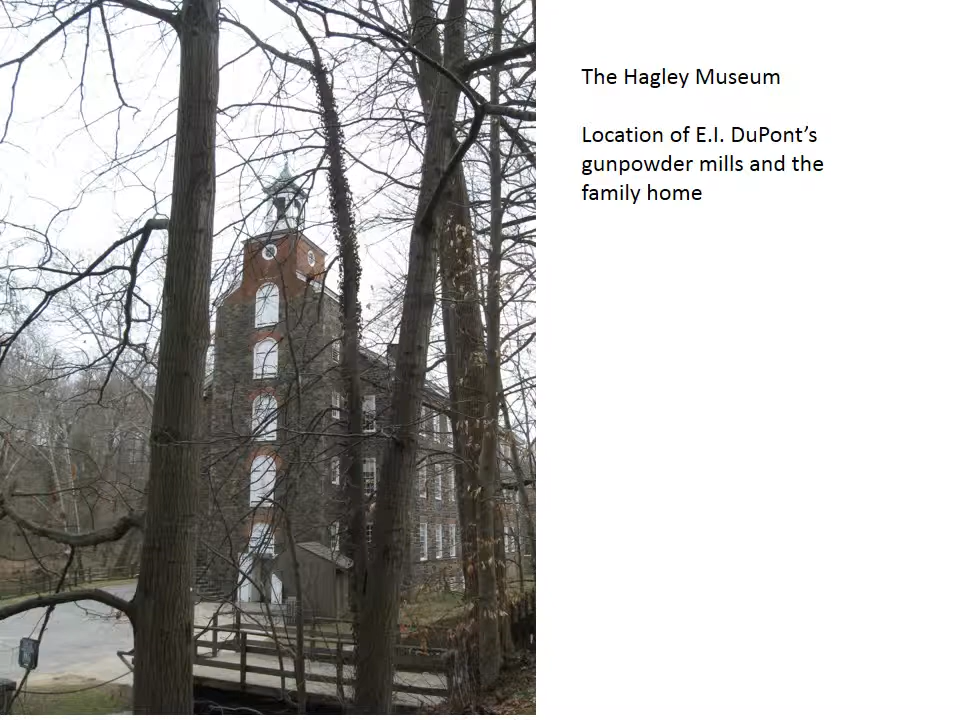 The Hagley Museum
Location of E.I. DuPont’s
gunpowder mills and the
family home